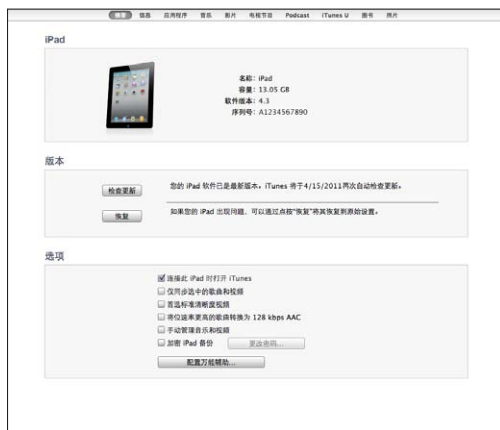 摘要 信息 应用程序 音乐 影片 电视节目 Podcast iTunes U 图书 照片
iPad
名称: iPad
容量: 13.05 GB
软件版本: 4.3
序列号: A1234567890
版本
检查更新
您的 iPad 软件已是最新版本。iTunes 将于4/15/2011再次自动检查更新。
恢复
如果您的 iPad 出现问题，可以通过点按“恢复”将其恢复到原始设置。
选项
连接此 iPad 时打开 iTunes
仅同步选中的歌曲和视频
首选标准清晰度视频
将位速率更高的歌曲转换为 128 kbps AAC
手动管理音乐和视频
加密 iPad 备份
更改密码...
配置万能辅助...